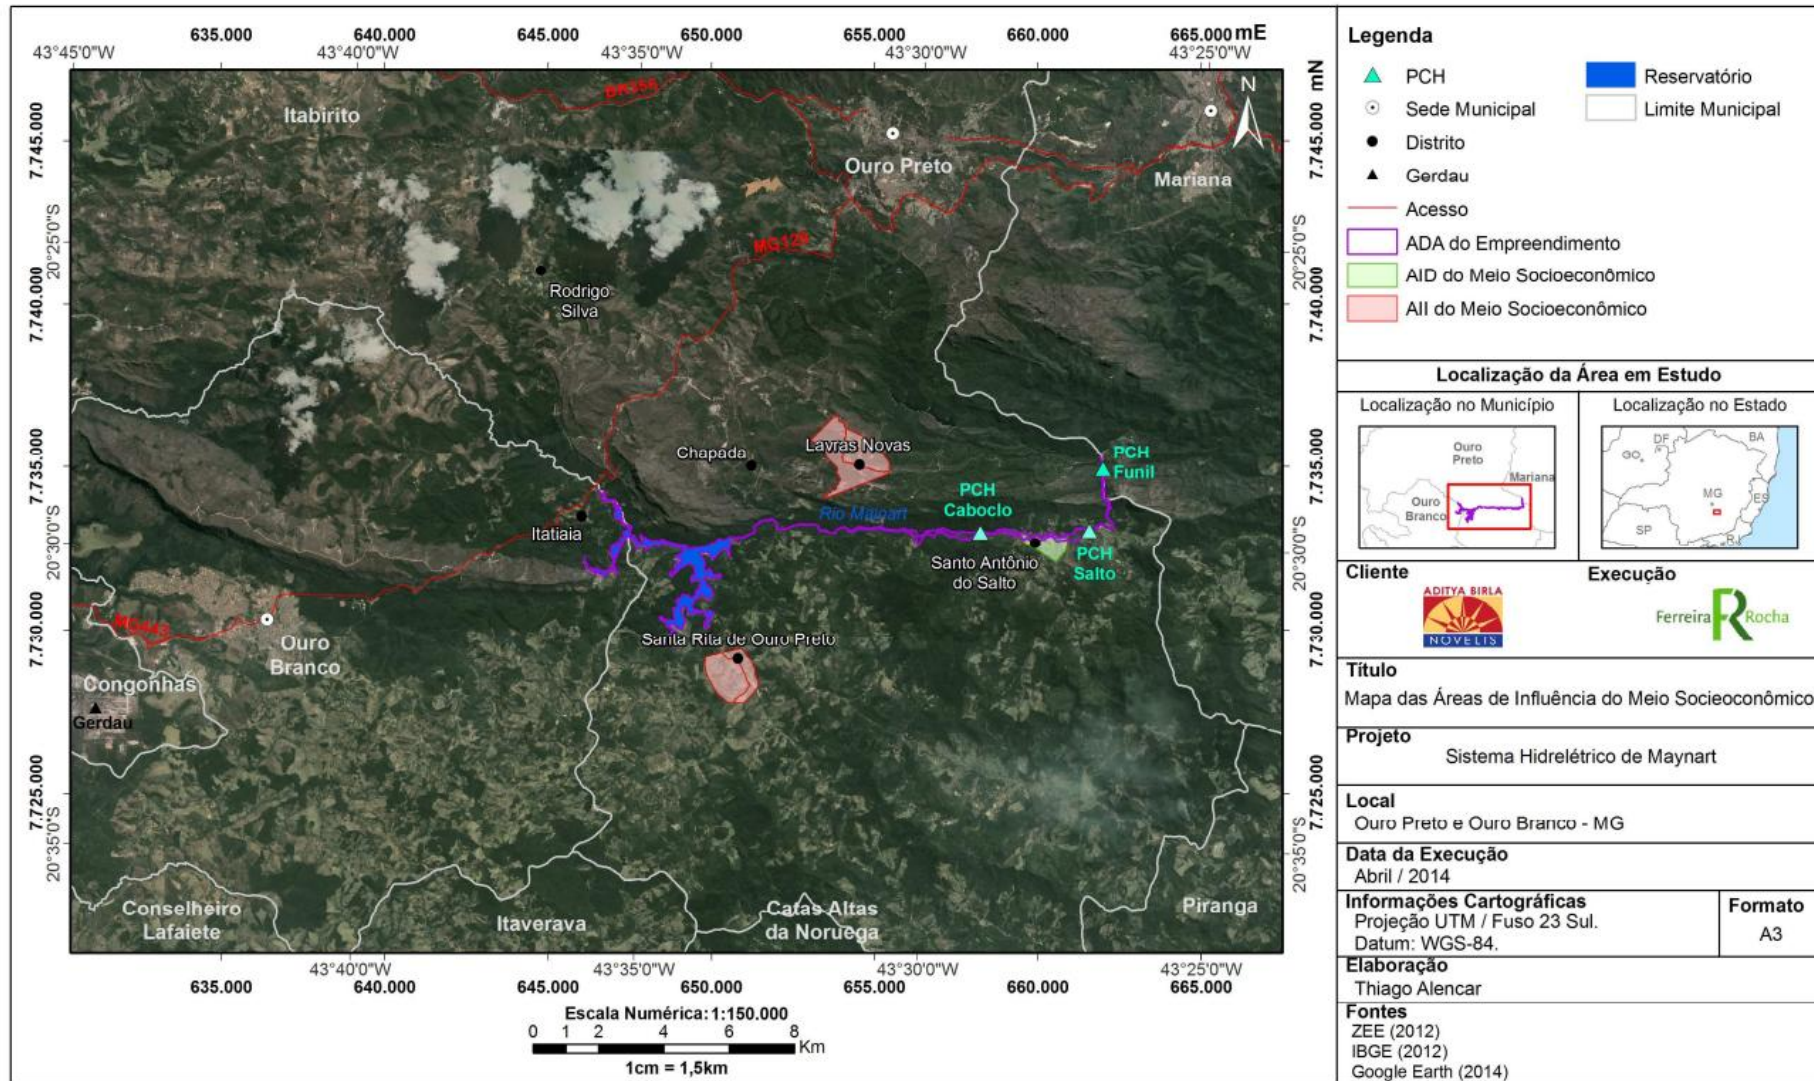 635.000 640.000 645.000 650.000 655.000 660.000 665.000 mE
43°45'0"W 43°40'0"W 43°35'0"W 43°30'0"W 43°25'0"W
mN
7.745.000
20°25'0"S
7.740.000
7.735.000
20°30'0"S
7.730.000
7.725.000
20°35'0"S
7.745.000
20°25'0"S
7.740.000
7.735.000
20°30'0"S
7.730.000
7.725.000
20°35'0"S
N
BR356
Itabirito
Ouro Preto
Mariana
MG129
Rodrigo
Silva
Chapada
Lavras Novas
PCH
Funil
PCH
Caboclo
Rio Maynart
Itatiaia
Santo Antônio
do Salto
PCH
Salto
MG443
Ouro
Branco
Santa Rita de Ouro Preto
Congonhas
Gerdau
Conselheiro
Lafaiete
Itaverava
Catas Altas
da Noruega
Piranga
43°40'0"W 43°35'0"W 43°30'0"W 43°25'0"W
635.000 640.000 645.000 650.000 655.000 660.000 665.000
Escala Numérica:1:150.000
0 1 2 4 6 8
Km
1cm = 1,5km
Legenda
PCH
Reservatório
Sede Municipal
Limite Municipal
Distrito
Gerdau
Acesso
ADA do Empreendimento
AID do Meio Socioeconômico
AII do Meio Socioeconômico
Localização da Área em Estudo
Localização no Município
Ouro
Preto
Mariana
Ouro
Branco
Localização no Estado
DF
BA
GO
MG
ES
SP
RJ
Cliente
ADITYA BIRLA
NOVELIS
Execução
Ferreira Rocha
Título
Mapa das Áreas de Influência do Meio Socieoconômico
Projeto
Sistema Hidrelétrico de Maynart
Local
Ouro Preto e Ouro Branco - MG
Data da Execução
Abril / 2014
Informações Cartográficas
Projeção UTM / Fuso 23 Sul.
Datum: WGS-84.
Formato
A3
Elaboração
Thiago Alencar
Fontes
ZEE (2012)
IBGE (2012)
Google Earth (2014)